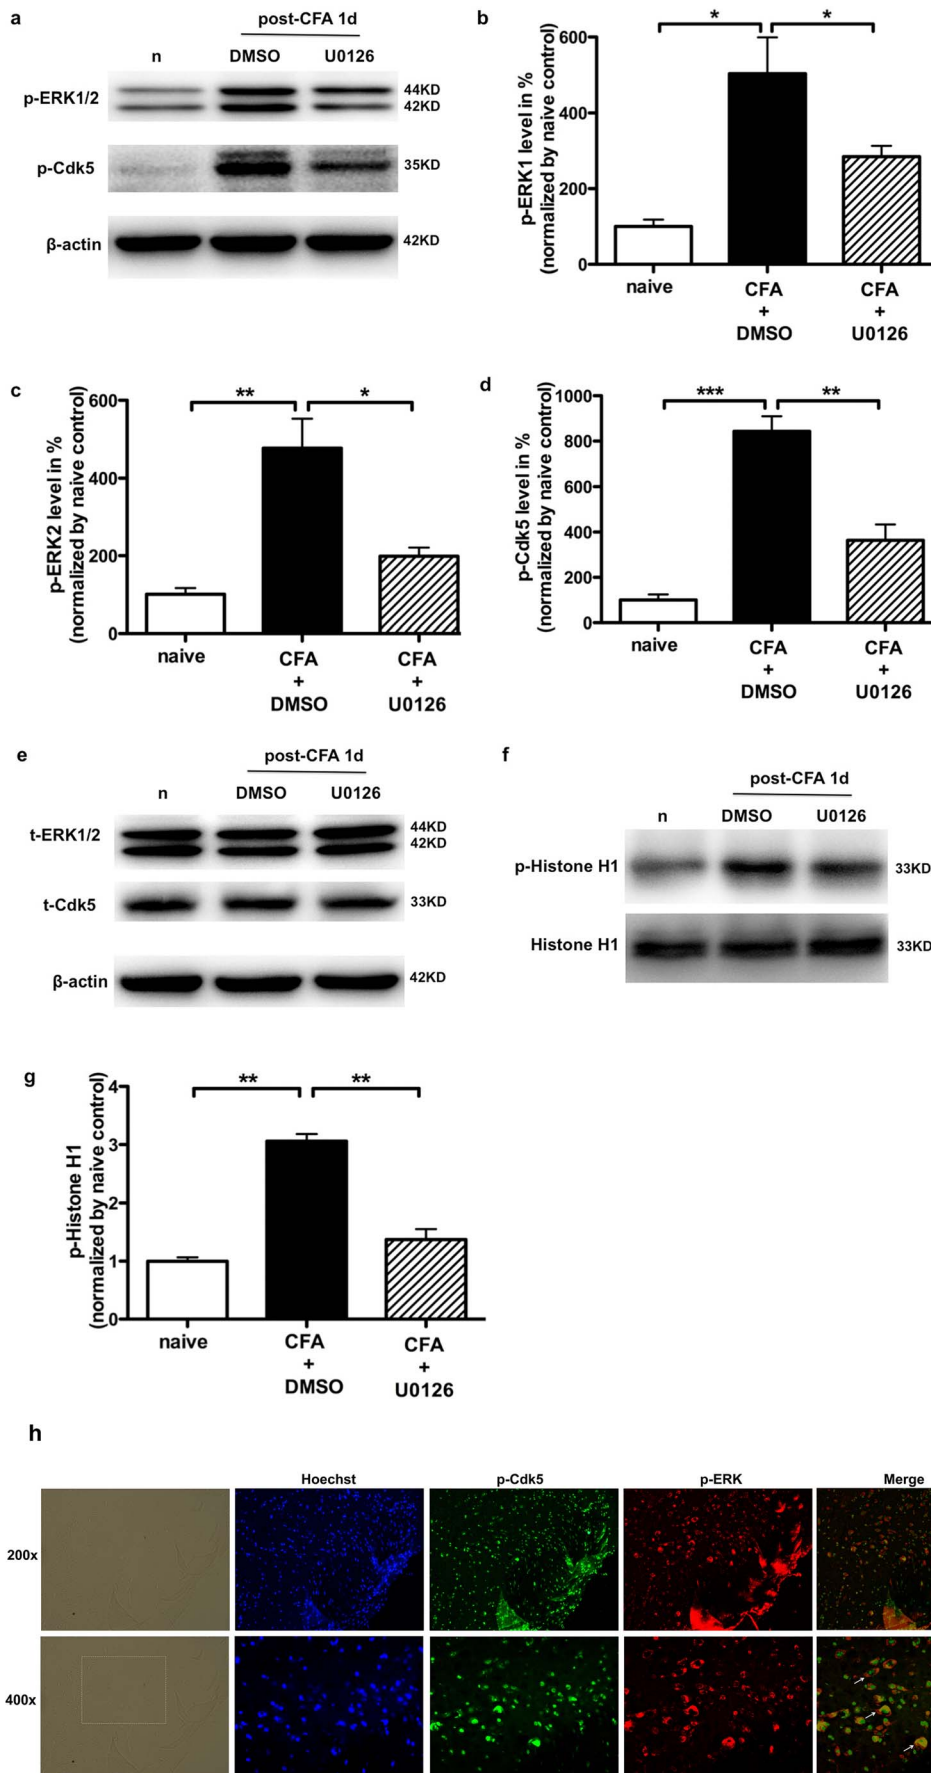 a
post-CFA 1d
n DMSO U0126
p-ERK1/2
44KD
42KD
p-Cdk5
35KD
β-actin
42KD
b
p-ERK1 level in %
(normalized by naive control)
600
400
200
0
* *
naive
CFA
+
DMSO
CFA
+
U0126
c
p-ERK2 level in %
(normalized by naive control)
600
400
200
0
** *
naive
CFA
+
DMSO
CFA
+
U0126
d
p-Cdk5 level in %
(normalized by naive control)
1000
800
600
400
200
0
*** **
naive
CFA
+
DMSO
CFA
+
U0126
e
post-CFA 1d
n DMSO U0126
t-ERK1/2
44KD
42KD
t-Cdk5
33KD
β-actin
42KD
f
post-CFA 1d
n DMSO U0126
p-Histone H1
33KD
Histone H1
33KD
g
p-Histone H1
(normalized by naive control)
4
3
2
1
0
** **
naive
CFA
+
DMSO
CFA
+
U0126
h
Hoechst p-Cdk5 p-ERK Merge
200x
400x